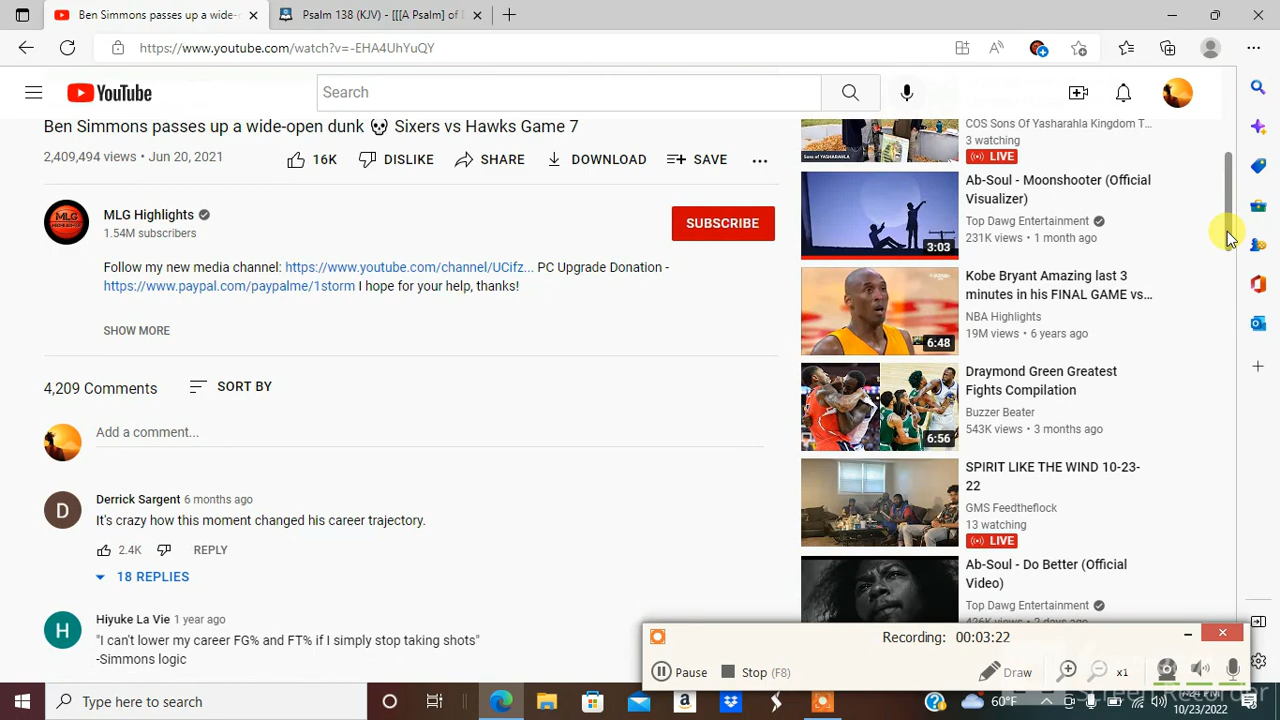 Ben Simmons passes up a wide-
Psalm 138 (KJV) - [[[A Psalm] of D
https://www.youtube.com/watch?v=-EHA4UhYuQY
YouTube
Search
Ben Simmons passes up a wide-open dunk 💀 Sixers vs Hawks Game 7
2,409,494 views • Jun 20, 2021
16K
DISLIKE
SHARE
DOWNLOAD
SAVE
MLG Highlights
1.54M subscribers
SUBSCRIBE
Follow my new media channel: https://www.youtube.com/channel/UCifz... PC Upgrade Donation -
https://www.paypal.com/paypalme/1storm I hope for your help, thanks!
SHOW MORE
4,209 Comments
SORT BY
Add a comment...
Derrick Sargent 6 months ago
It's crazy how this moment changed his career trajectory.
2.4K
REPLY
18 REPLIES
Hiyuke La Vie 1 year ago
"I can't lower my career FG% and FT% if I simply stop taking shots"
-Simmons logic
COS Sons Of Yasharahla Kingdom T...
3 watching
LIVE
Sons of YASHARAHLA
Ab-Soul - Moonshooter (Official
Visualizer)
Top Dawg Entertainment
231K views • 1 month ago
3:03
Kobe Bryant Amazing last 3
minutes in his FINAL GAME vs...
NBA Highlights
19M views • 6 years ago
6:48
Draymond Green Greatest
Fights Compilation
Buzzer Beater
543K views • 3 months ago
6:56
SPIRIT LIKE THE WIND 10-23-
22
GMS Feedtheflock
13 watching
LIVE
Ab-Soul - Do Better (Official
Video)
Top Dawg Entertainment
Recording: 00:03:22
Pause
Stop (F8)
Draw
x1
Type here to search
60°F
10/23/2022